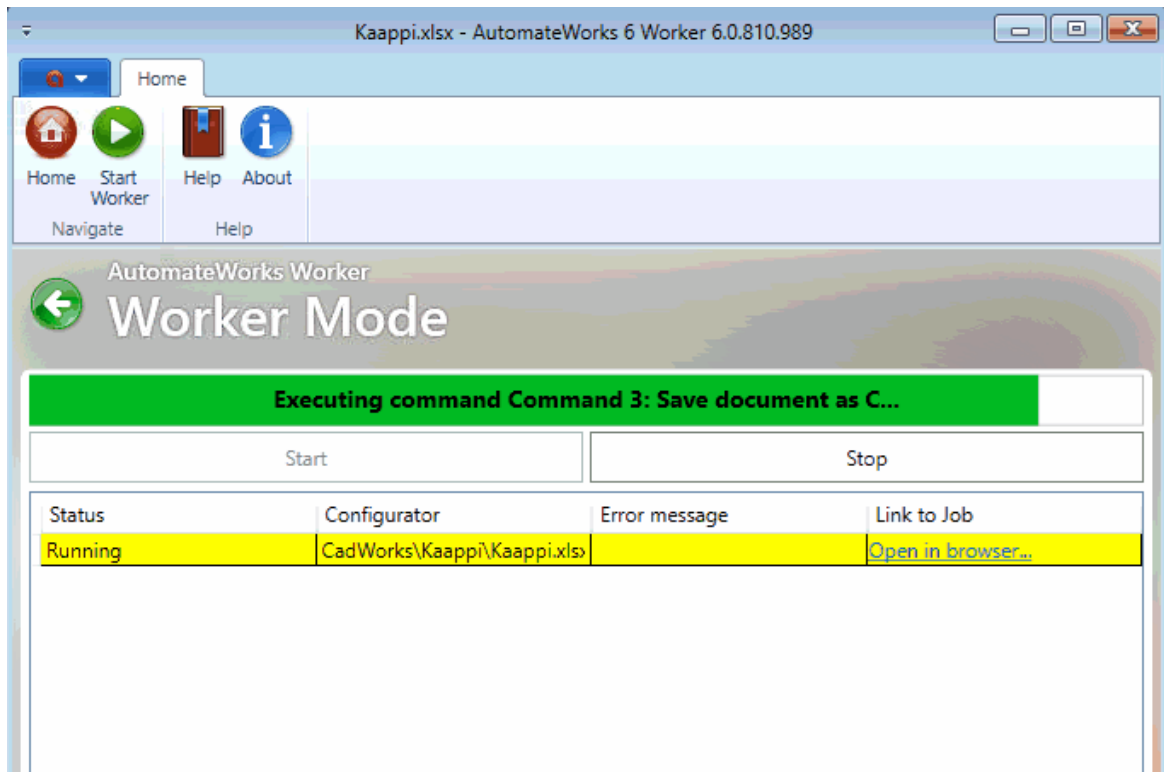 Kaappi.xlsx - AutomateWorks 6 Worker 6.0.810.989
Home
Home Start Worker Help About
Navigate Help
AutomateWorks Worker
Worker Mode
Executing command Command 3: Save document as C...
Start Stop
Status Configurator Error message Link to Job
Running CadWorks\Kaappi\Kaappi.xls Open in browser...